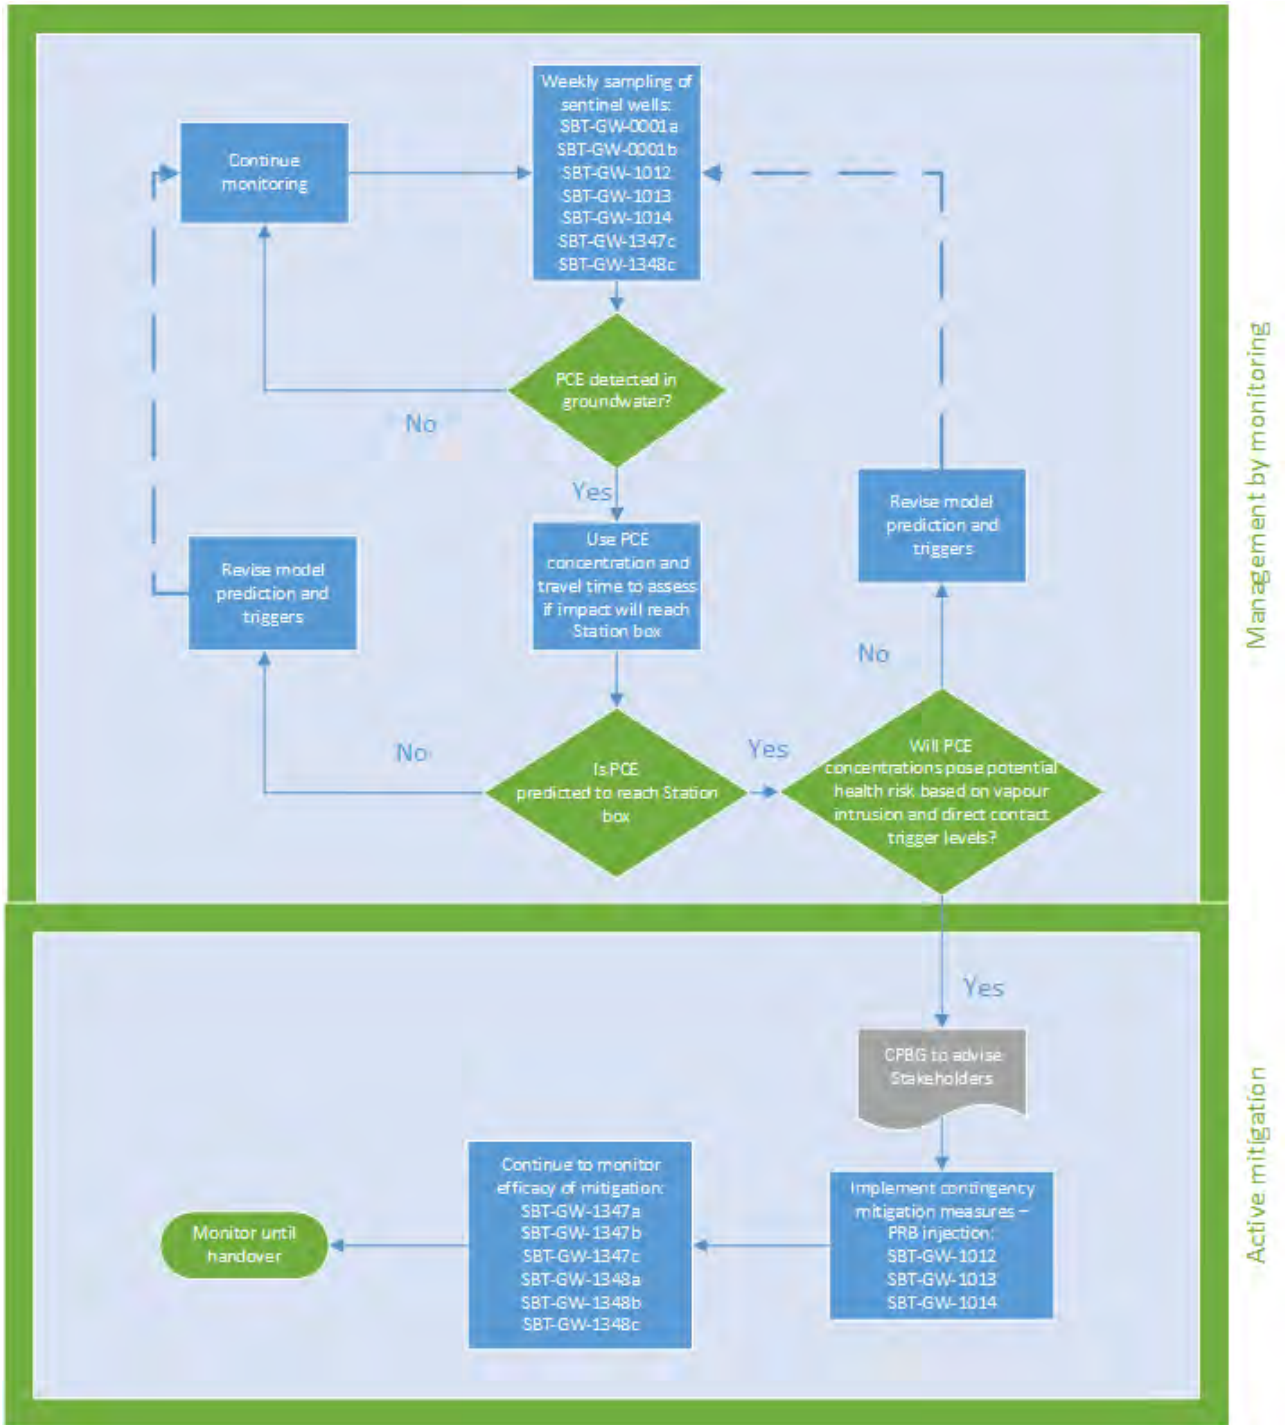 Weekly sampling of
sentinel wells:
SBT-GW-0001a
SBT-GW-0001b
SBT-GW-1012
SBT-GW-1013
SBT-GW-1014
SBT-GW-1347c
SBT-GW-1348c
Continue
monitoring
PCE detected in
groundwater?
No
Yes
Use PCE
concentration and
travel time to assess
if impact will reach
Station box
Revise model
prediction and
triggers
Revise model
prediction and
triggers
No
Is PCE
predicted to reach Station
box
No
Yes
Will PCE
concentrations pose potential
health risk based on vapour
intrusion and direct contact
trigger levels?
Management by monitoring
Yes
CPBG to advise
Stakeholders
Implement contingency
mitigation measures –
PRB injection:
SBT-GW-1012
SBT-GW-1013
SBT-GW-1014
Continue to monitor
efficacy of mitigation:
SBT-GW-1347a
SBT-GW-1347b
SBT-GW-1347c
SBT-GW-1348a
SBT-GW-1348b
SBT-GW-1348c
Monitor until
handover
Active mitigation